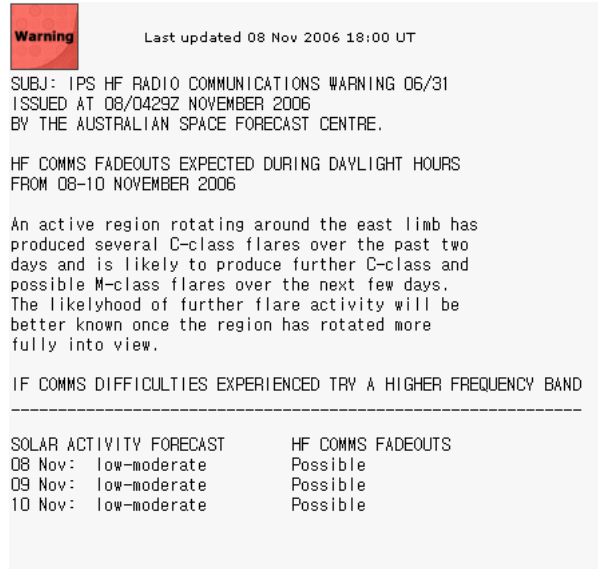 Warning
Last updated 08 Nov 2006 18:00 UT
SUBJ: IPS HF RADIO COMMUNICATIONS WARNING 06/31
ISSUED AT 08/0429Z NOVEMBER 2006
BY THE AUSTRALIAN SPACE FORECAST CENTRE.
HF COMMS FADEOUTS EXPECTED DURING DAYLIGHT HOURS
FROM 08-10 NOVEMBER 2006
An active region rotating around the east limb has
produced several C-class flares over the past two
days and is likely to produce further C-class and
possible M-class flares over the next few days.
The likelyhood of further flare activity will be
better known once the region has rotated more
fully into view.
IF COMMS DIFFICULTIES EXPERIENCED TRY A HIGHER FREQUENCY BAND
-------------------------------------------------------------
SOLAR ACTIVITY FORECAST HF COMMS FADEOUTS
08 Nov: low-moderate Possible
09 Nov: low-moderate Possible
10 Nov: low-moderate Possible